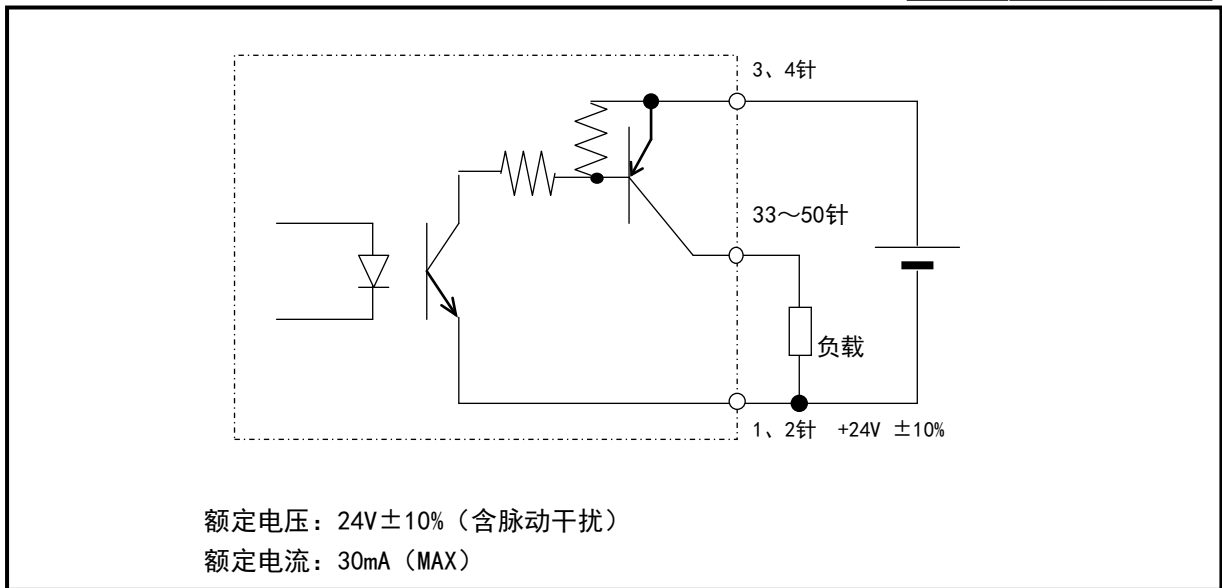 3、4针
33～50针
负载
1、2针 +24V ±10%
额定电压：24V±10%（含脉动干扰）
额定电流：30mA（MAX）